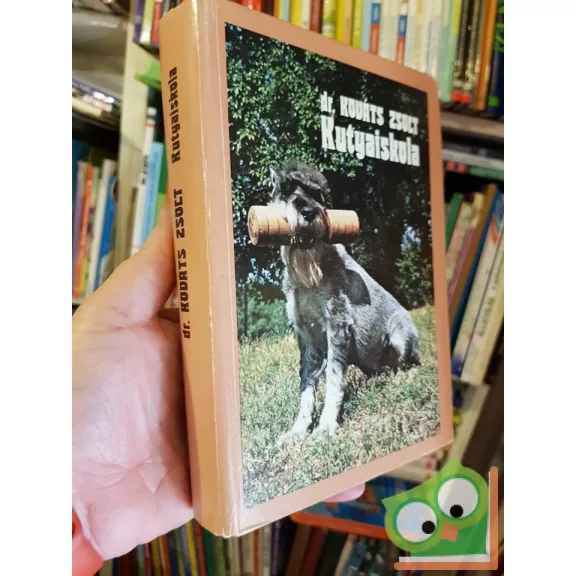 dr. KOVÁTS ZSOLT
Kutyaiskola
dr. KOVÁTS ZSOLT Kutyaiskola